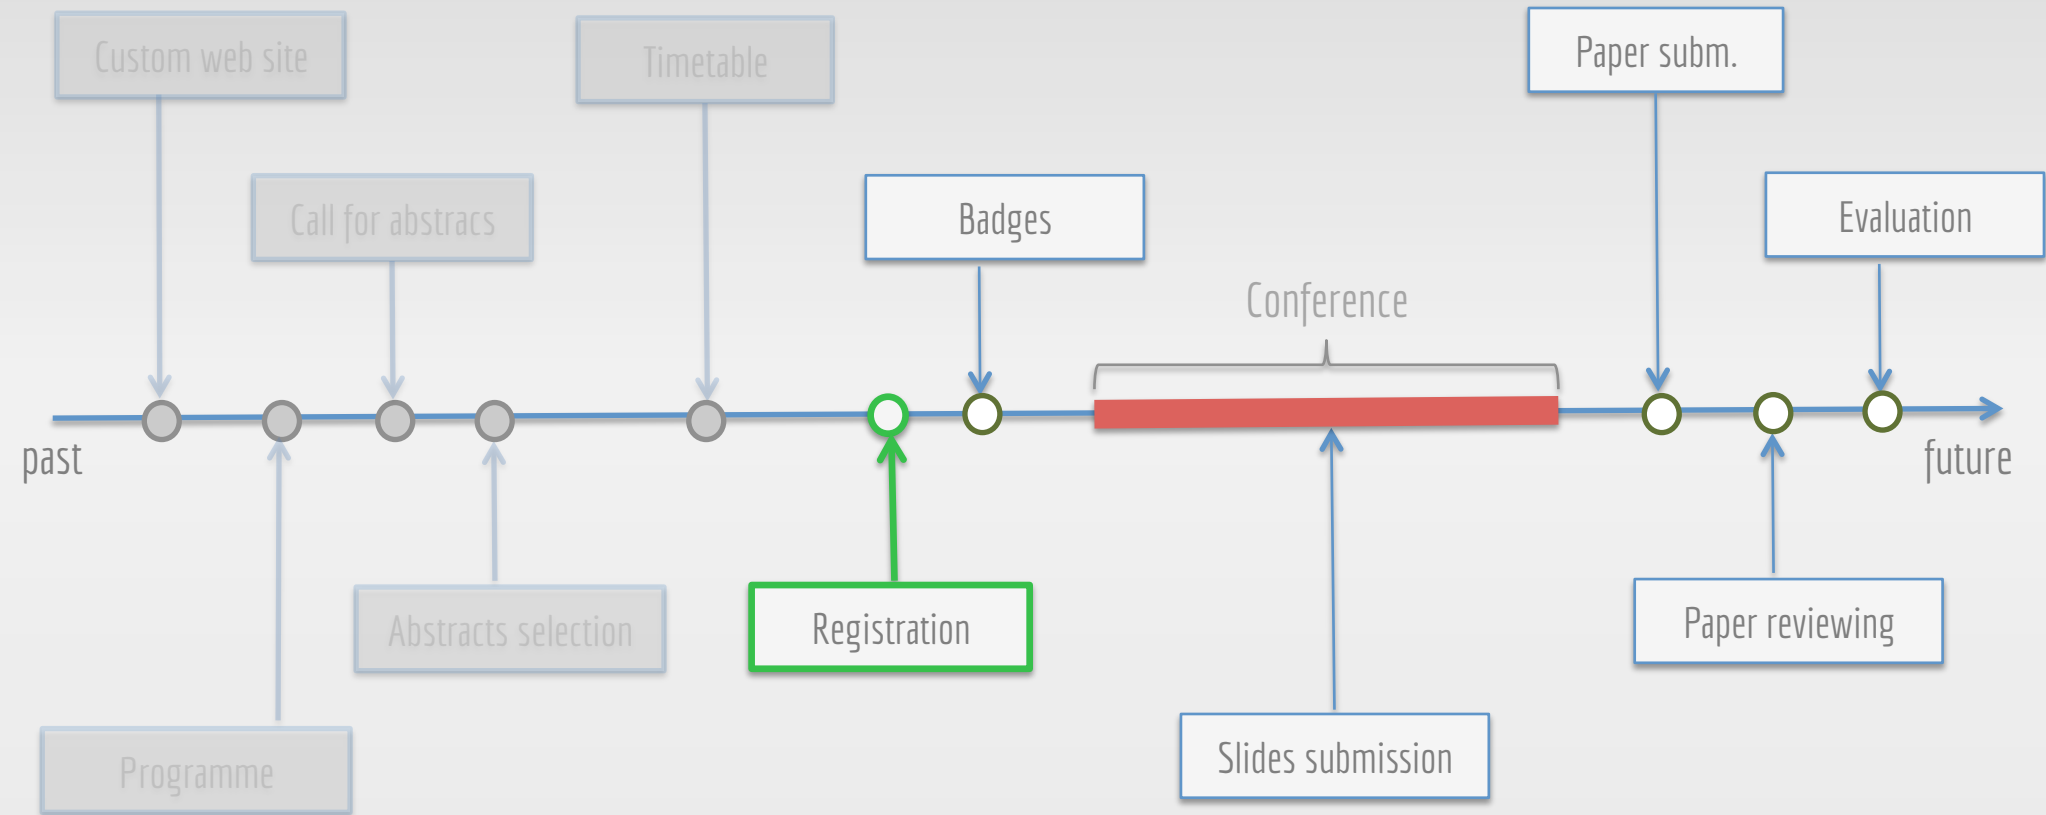 Custom web site
Timetable
Paper subm.
Call for abstracs
Badges
Evaluation
Conference
past
future
Abstracts selection
Registration
Paper reviewing
Programme
Slides submission